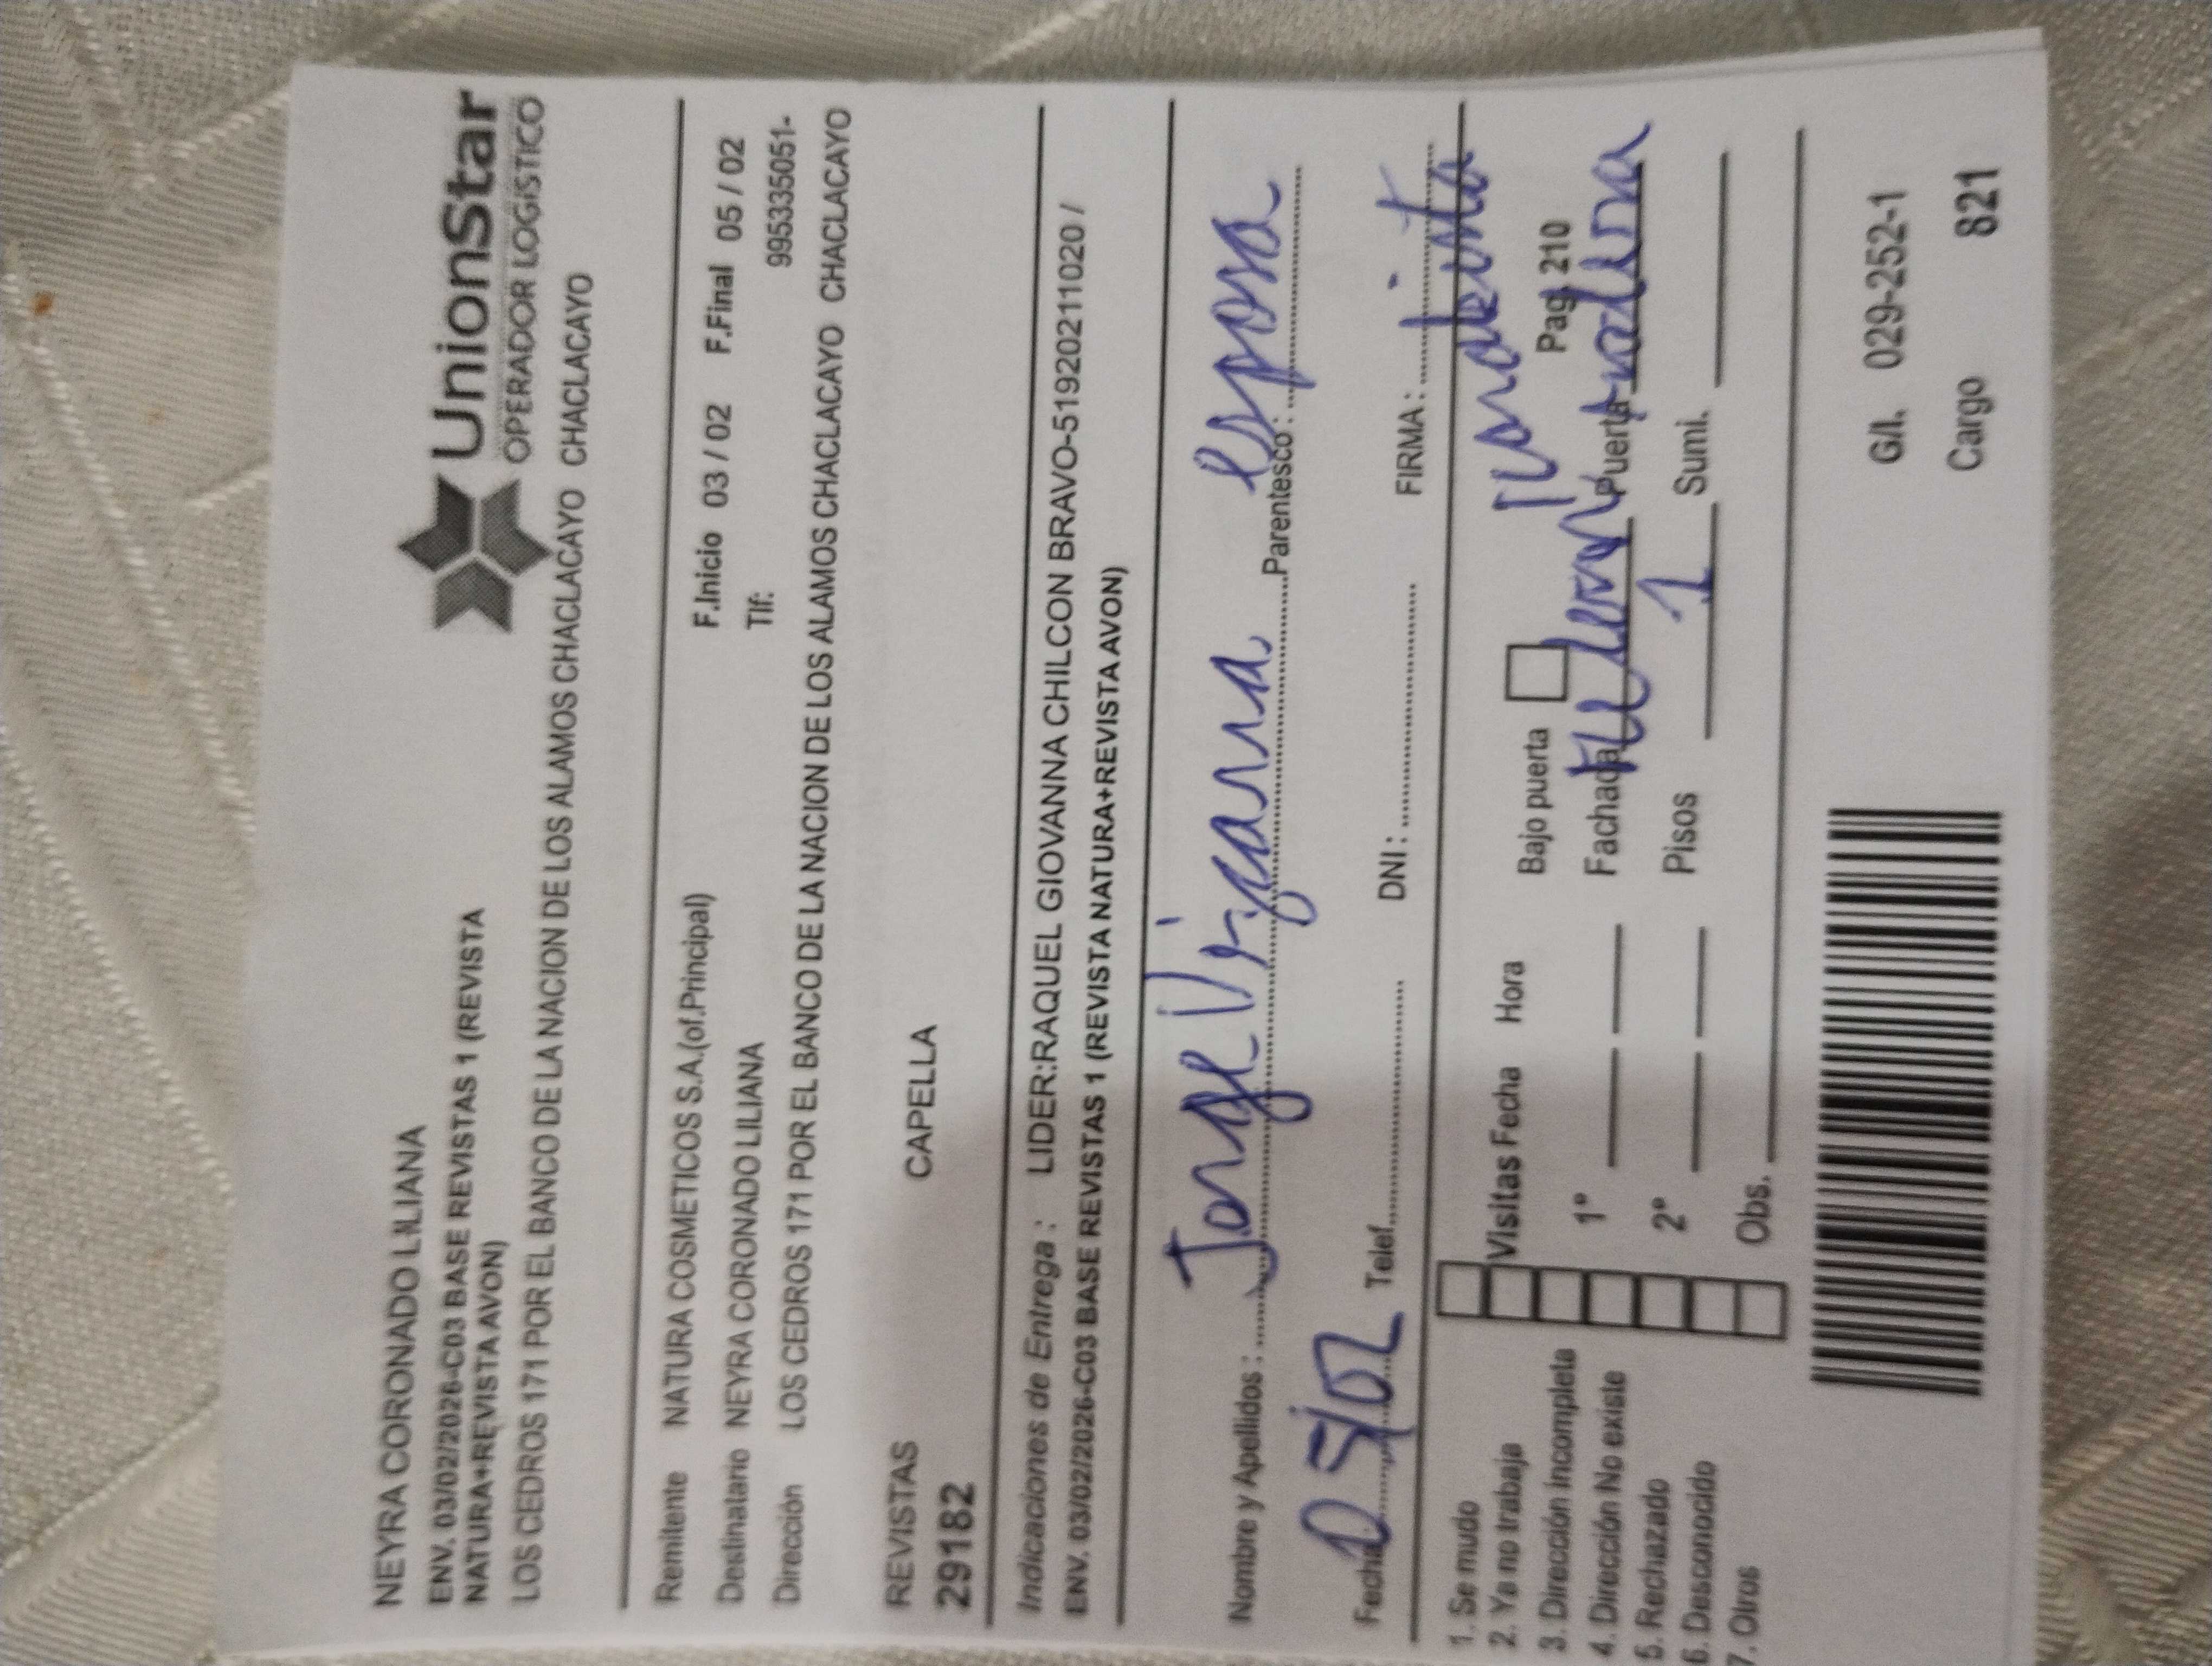 NEYRA CORONADO LILIANA
UnionStar
OPERADOR LOGÍSTICO
ENV. 03/02/2026-C03 BASE REVISTAS 1 (REVISTA
NATURA+REVISTA AVON)
LOS CEDROS 171 POR EL BANCO DE LA NACION DE LOS ALAMOS CHACLACAYO CHACLACAYO
Remitente NATURA COSMETICOS S.A.(of.Principal) F.Inicio 03 / 02 F.Final 05 / 02
Destinatario NEYRA CORONADO LILIANA Tlf: 995335051-
Dirección LOS CEDROS 171 POR EL BANCO DE LA NACION DE LOS ALAMOS CHACLACAYO CHACLACAYO
REVISTAS CAPELLA
29182
Indicaciones de Entrega : LIDER:RAQUEL GIOVANNA CHILCON BRAVO-51920211020 /
ENV. 03/02/2026-C03 BASE REVISTAS 1 (REVISTA NATURA+REVISTA AVON)
Nombre y Apellidos : Jorge Vizcarra Parentesco : esposa
Fecha 05/02 Telef. DNI : FIRMA :
1. Se mudo
2. Ya no trabaja Visitas Fecha Hora Bajo puerta Pag. 210
3. Dirección incompleta 1º Fachada Puerta
4. Dirección No existe
5. Rechazado 2º Pisos 1 Sumi.
6. Desconocido
7. Otros Obs.
G/I. 029-252-1
Cargo 821